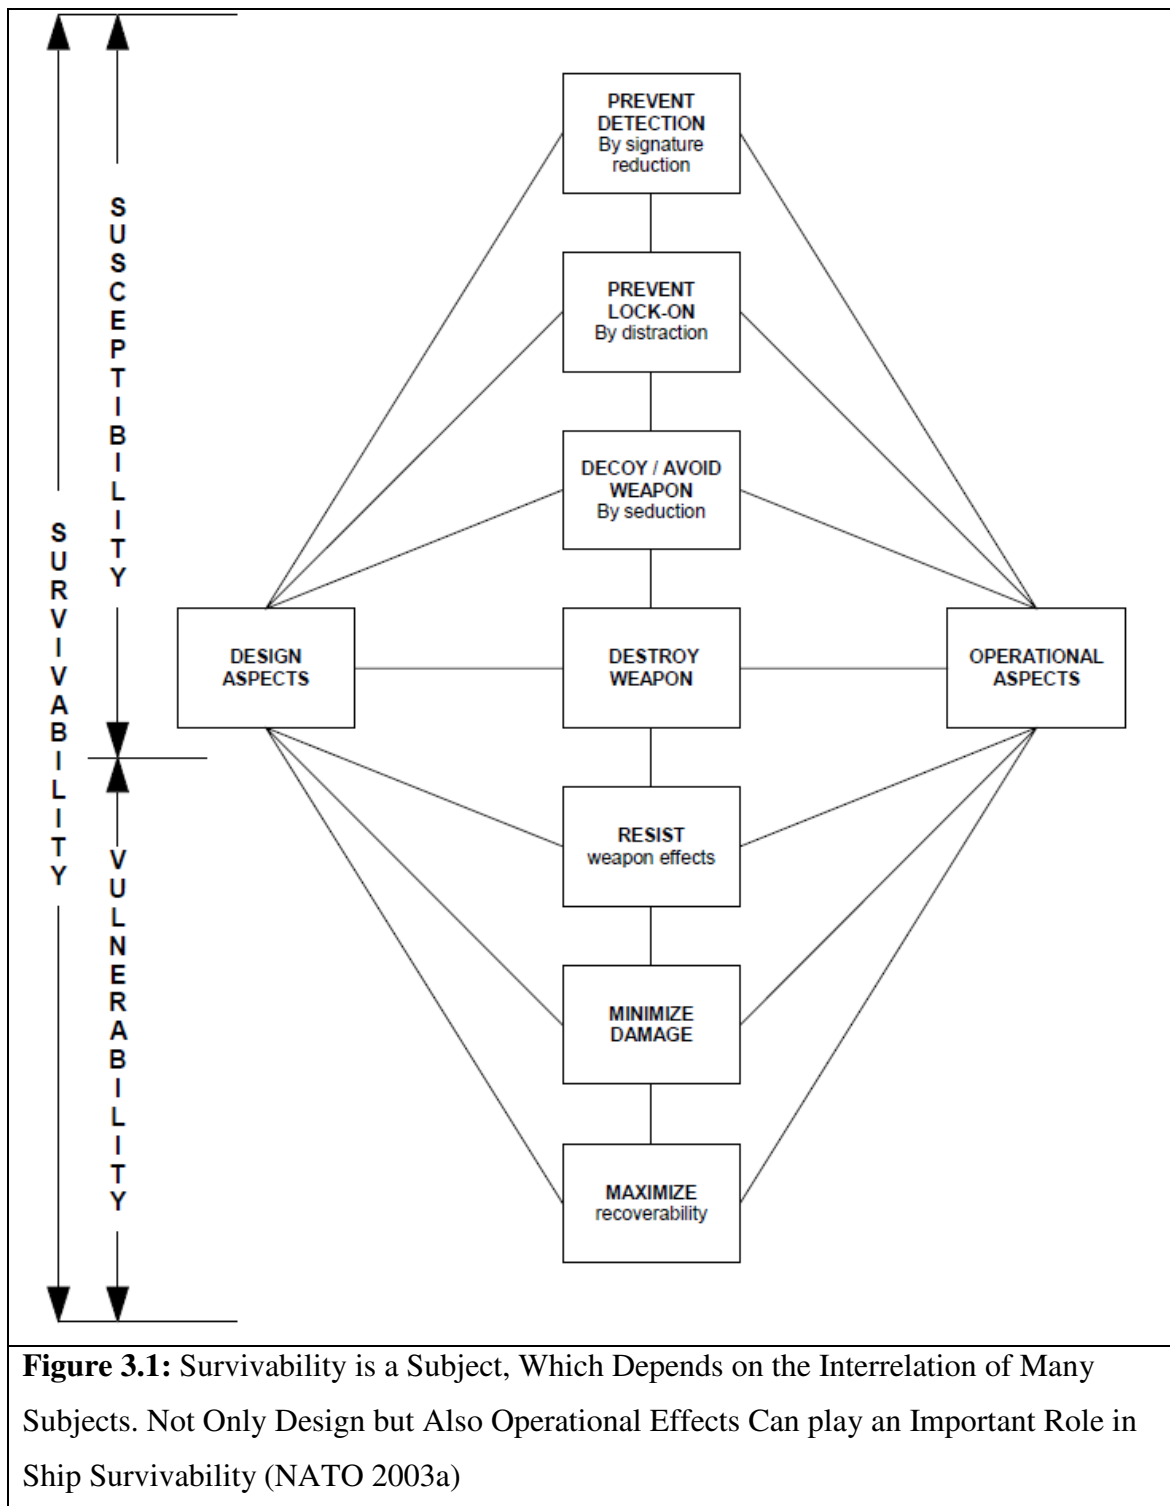 SURVIVABILITY
SUSCEPTIBILITY
VULNERABILITY
PREVENT
DETECTION
By signature
reduction
PREVENT
LOCK-ON
By distraction
DECOY / AVOID
WEAPON
By seduction
DESIGN
ASPECTS
DESTROY
WEAPON
OPERATIONAL
ASPECTS
RESIST
weapon effects
MINIMIZE
DAMAGE
MAXIMIZE
recoverability
Figure 3.1: Survivability is a Subject, Which Depends on the Interrelation of Many
Subjects. Not Only Design but Also Operational Effects Can play an Important Role in
Ship Survivability (NATO 2003a)